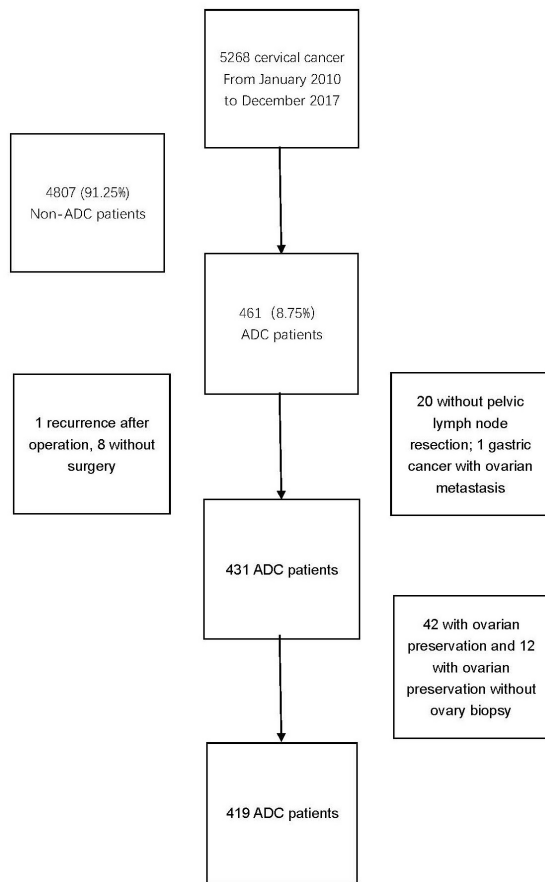 5268 cervical cancer
From January 2010
to December 2017
4807 (91.25%)
Non-ADC patients
461 (8.75%)
ADC patients
1 recurrence after
operation, 8 without
surgery
20 without pelvic
lymph node
resection; 1 gastric
cancer with ovarian
metastasis
431 ADC patients
42 with ovarian
preservation and 12
with ovarian
preservation without
ovary biopsy
419 ADC patients